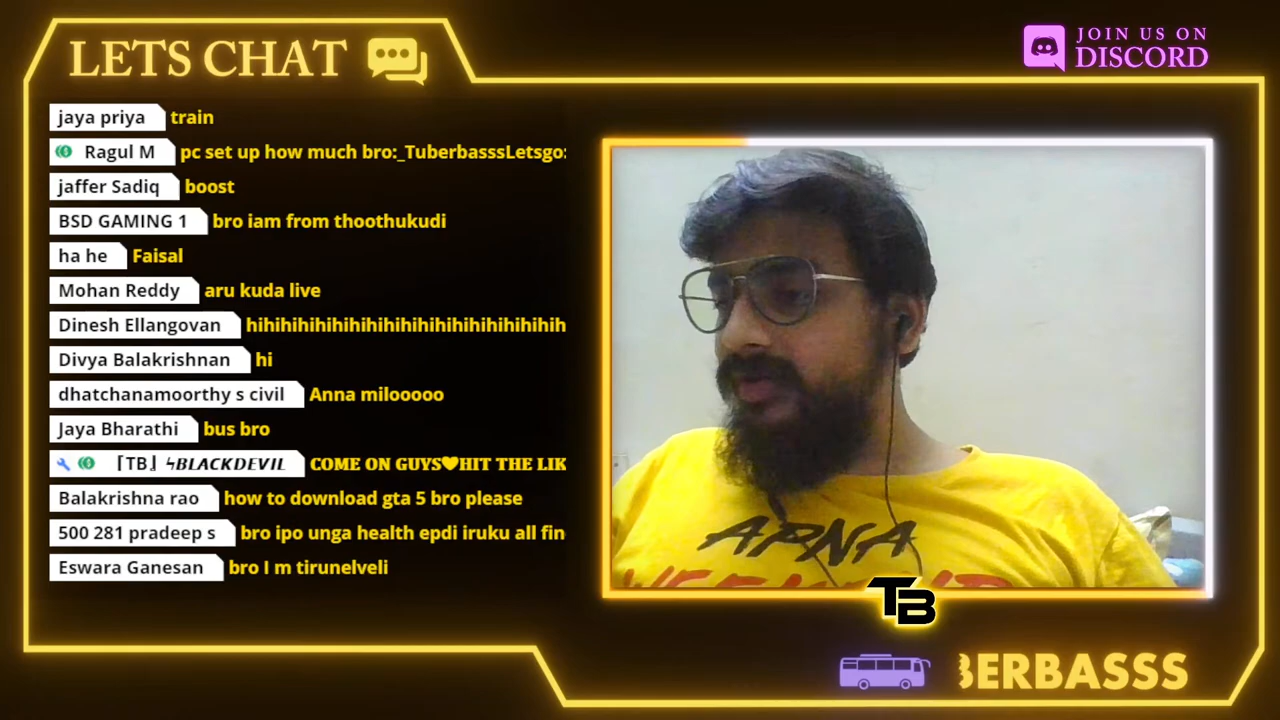 LETS CHAT
JOIN US ON
DISCORD
jaya priya train
Ragul M pc set up how much bro:_TuberbasssLetsgo:
jaffer Sadiq boost
BSD GAMING 1 bro iam from thoothukudi
ha he Faisal
Mohan Reddy aru kuda live
Dinesh Ellangovan hihihihihihihihihihihihihihihihihihihih
Divya Balakrishnan hi
dhatchanamoorthy s civil Anna milooooo
Jaya Bharathi bus bro
「TB」 ϟBLACKDEVIL COME ON GUYS♥HIT THE LIK
Balakrishna rao how to download gta 5 bro please
500 281 pradeep s bro ipo unga health epdi iruku all fin
Eswara Ganesan bro I m tirunelveli
APNA
TB
BERBASSS